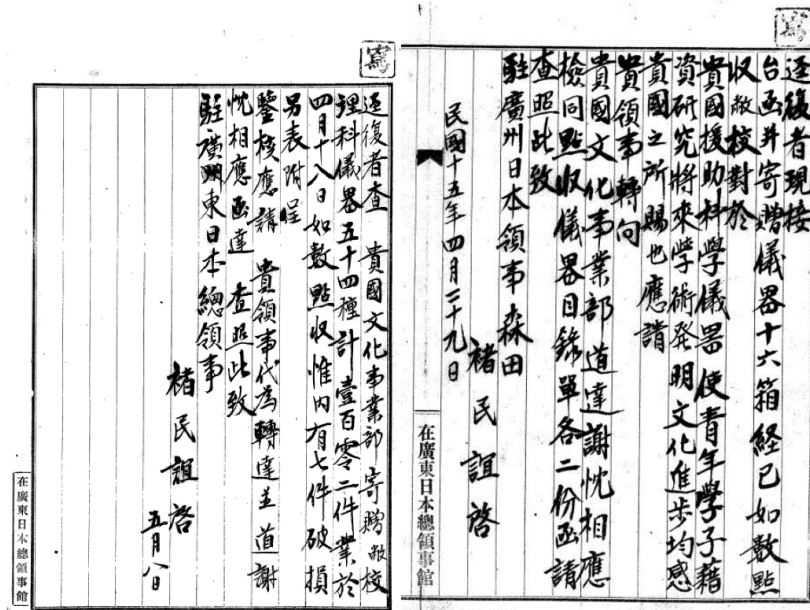 寫
逕復者現接
台函并寄贈儀器十六箱経已如數點
収敝校對於
貴國援助科學儀器使青年學子藉
資研究將来學術発明文化進步均感
貴國之所賜也應請
貴領事轉向
貴國文化事業部道達謝忱相應
檢同點収儀器目錄單各二份函請
查照此致
駐廣州日本領事森田
褚民誼啓
民國十五年四月二十九日
在廣東日本總領事館
寫
逕復者查 貴國文化事業部寄贈敝校
理科儀器五十四種計壹百零二件業於
四月十八日如數點収惟内有七件破損
另表附呈
鑒核應請 貴領事代為轉達並道謝
忱相應函達 查照此致
駐廣東日本總領事
褚民誼啓
五月八日
在廣東日本總領事館